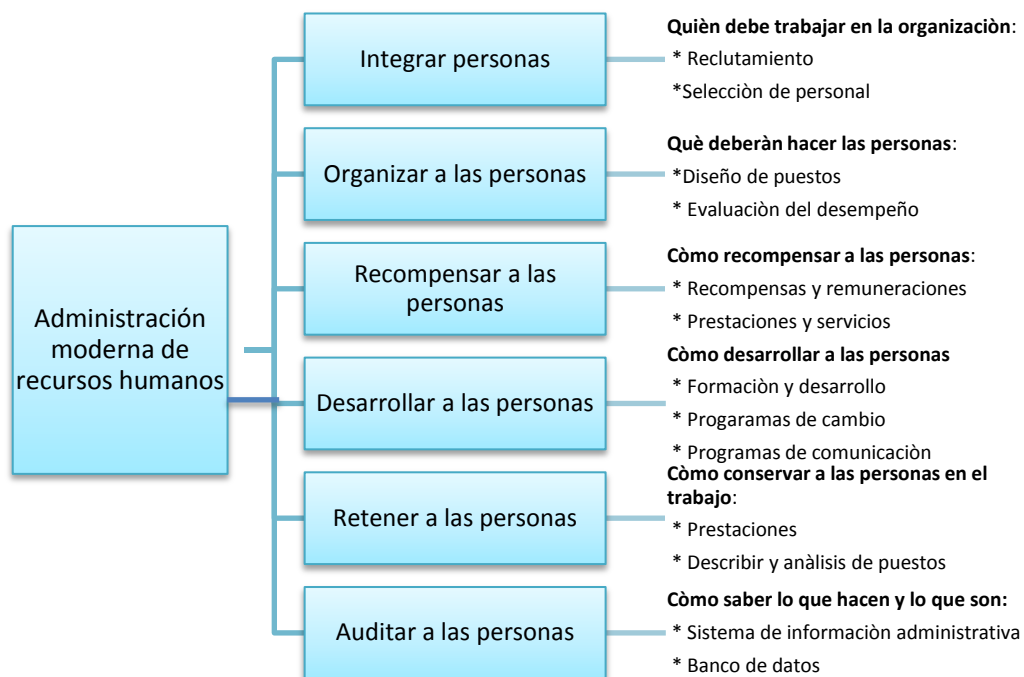 Administración
moderna de
recursos humanos
Integrar personas
Quièn debe trabajar en la organizaciòn:
* Reclutamiento
*Selecciòn de personal
Organizar a las personas
Què deberàn hacer las personas:
*Diseño de puestos
* Evaluaciòn del desempeño
Recompensar a las
personas
Còmo recompensar a las personas:
* Recompensas y remuneraciones
* Prestaciones y servicios
Desarrollar a las personas
Còmo desarrollar a las personas
* Formaciòn y desarrollo
* Progaramas de cambio
* Programas de comunicaciòn
Retener a las personas
Còmo conservar a las personas en el
trabajo:
* Prestaciones
* Describir y anàlisis de puestos
Auditar a las personas
Còmo saber lo que hacen y lo que son:
* Sistema de informaciòn administrativa
* Banco de datos